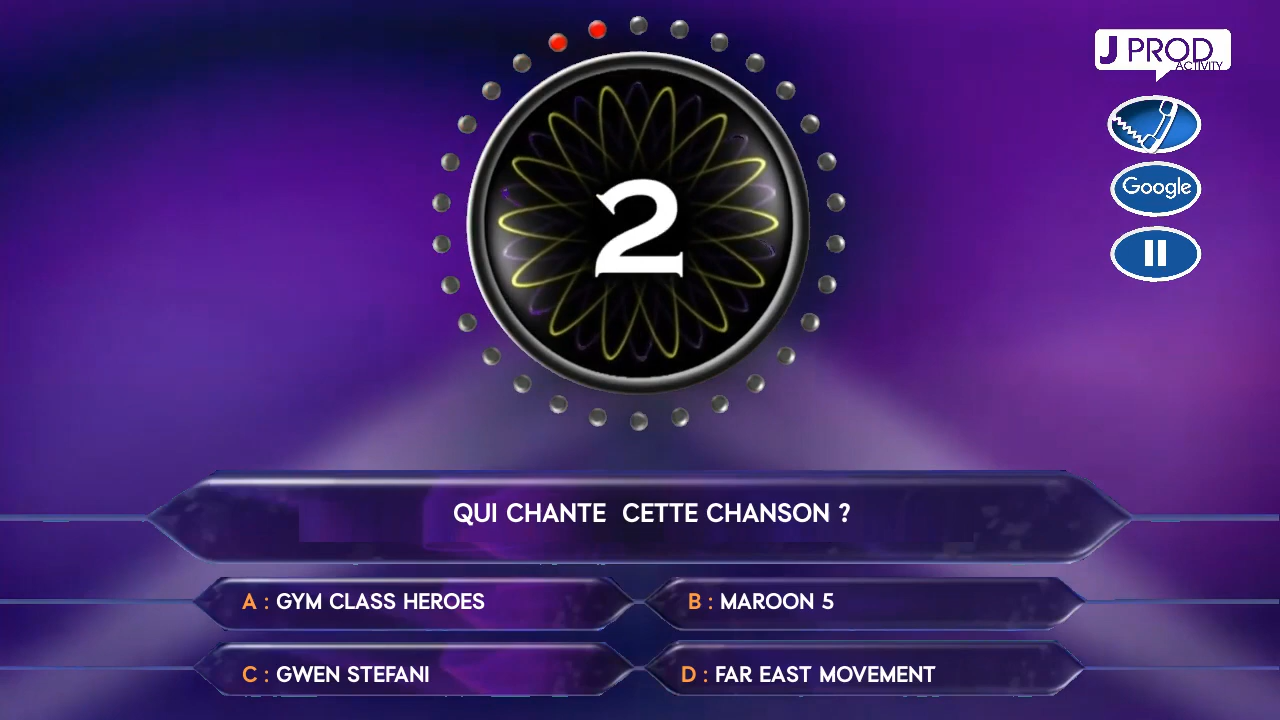 J PROD
ACTIVITY
Google
2
QUI CHANTE  CETTE CHANSON ?
A : GYM CLASS HEROES
B : MAROON 5
C : GWEN STEFANI
D : FAR EAST MOVEMENT